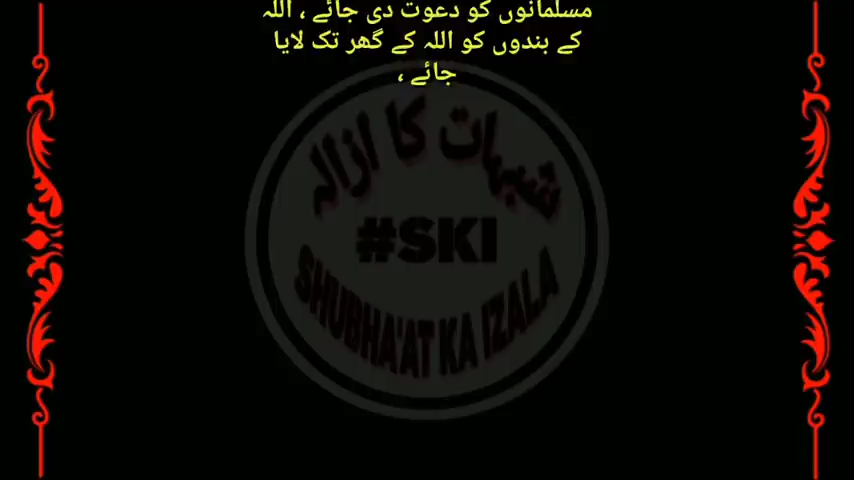 مسلمانوں کو دعوت دی جائے ، اللہ
کے بندوں کو اللہ کے گھر تک لایا
جائے ،
شبہات کا ازالہ
#SKI
SHUBHA'AT KA IZALA